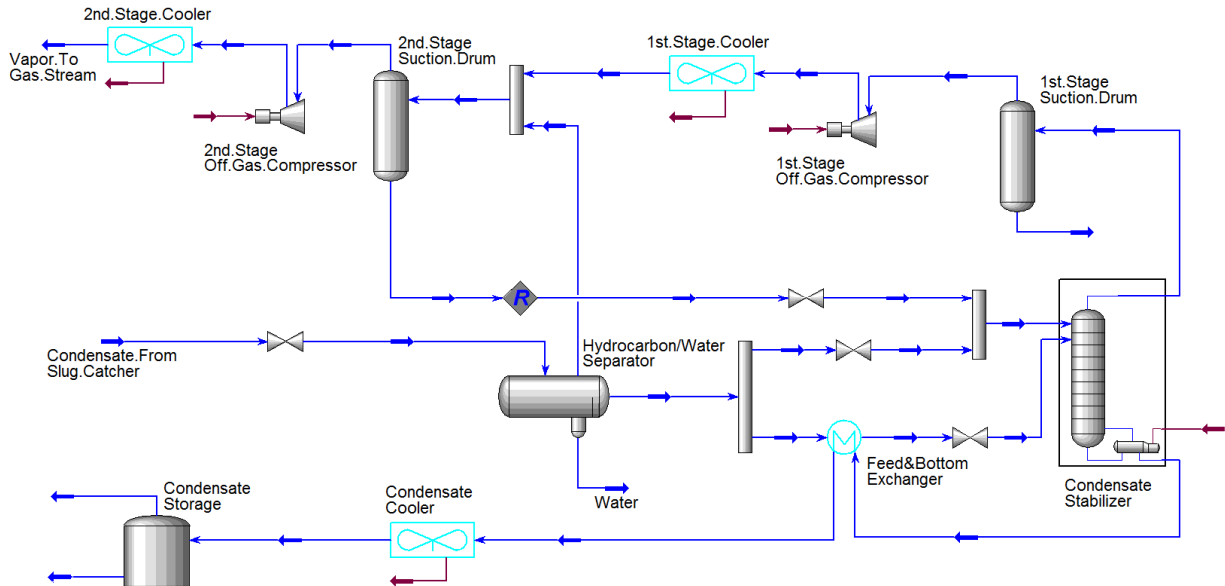 2nd.Stage.Cooler
Vapor.To
Gas.Stream
2nd.Stage
Suction.Drum
2nd.Stage
Off.Gas.Compressor
1st.Stage.Cooler
1st.Stage
Suction.Drum
1st.Stage
Off.Gas.Compressor
R
Condensate.From
Slug.Catcher
Hydrocarbon/Water
Separator
Water
Feed&Bottom
Exchanger
Condensate
Stabilizer
Condensate
Storage
Condensate
Cooler